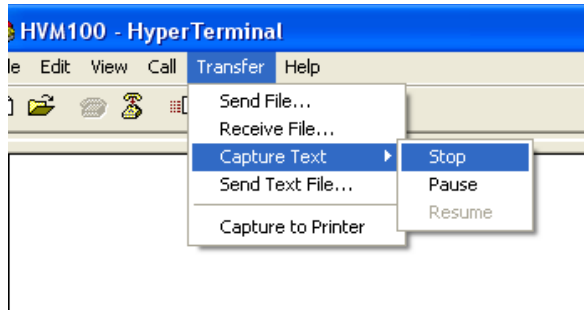 HVM100 - HyperTerminal
le Edit View Call Transfer Help
Send File...
Receive File...
Capture Text
Stop
Send Text File...
Pause
Resume
Capture to Printer